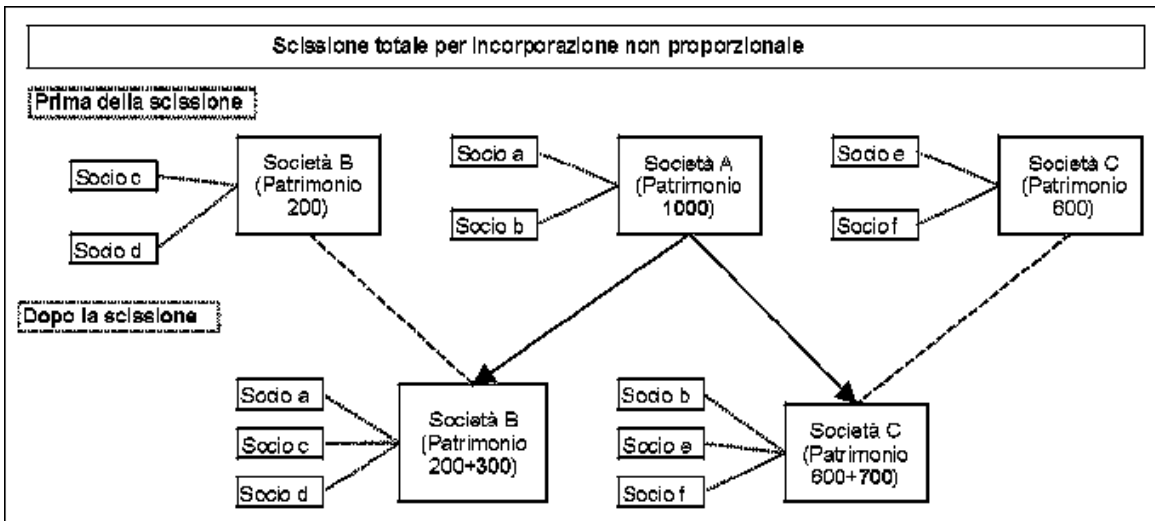 Scissione totale per incorporazione non proporzionale
Prima della scissione
Socio c
Socio d
Società B
(Patrimonio
200)
Socio a
Socio b
Società A
(Patrimonio
1000)
Socio e
Socio f
Società C
(Patrimonio
600)
Dopo la scissione
Socio a
Socio c
Socio d
Società B
(Patrimonio
200+300)
Socio b
Socio e
Socio f
Società C
(Patrimonio
600+700)